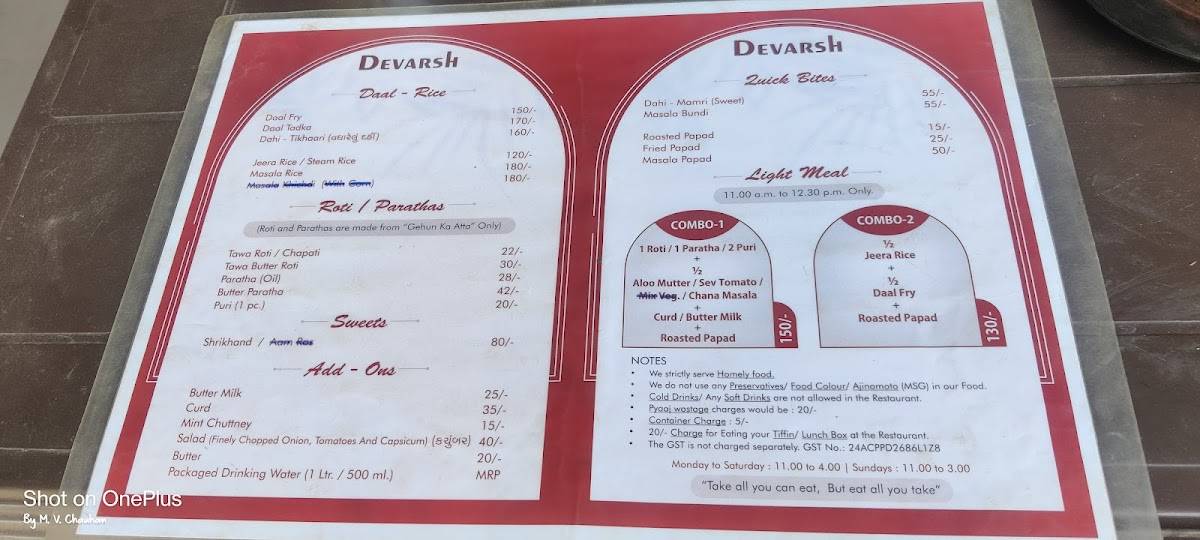 DEVARSH
Daal - Rice
Daal Fry 150/-
Daal Tadka 170/-
Dahi - Tikhaari (વઘારેલું દહીં) 160/-
Jeera Rice / Steam Rice 120/-
Masala Rice 180/-
Masala Khichdi (With Corn) 180/-
Roti / Parathas
(Roti and Parathas are made from "Gehun Ka Atta" Only)
Tawa Roti / Chapati 22/-
Tawa Butter Roti 30/-
Paratha (Oil) 28/-
Butter Paratha 42/-
Puri (1 pc.) 20/-
Sweets
Shrikhand / Aam Ras 80/-
Add - Ons
Butter Milk 25/-
Curd 35/-
Mint Chuttney 15/-
Salad (Finely Chopped Onion, Tomatoes And Capsicum) (કચુંબર) 40/-
Butter 20/-
Packaged Drinking Water (1 Ltr. / 500 ml.) MRP
DEVARSH
Quick Bites
Dahi - Mamri (Sweet) 55/-
Masala Bundi 55/-
Roasted Papad 15/-
Fried Papad 25/-
Masala Papad 50/-
Light Meal
11.00 a.m. to 12.30 p.m. Only.
COMBO-1
1 Roti / 1 Paratha / 2 Puri
+
½
Aloo Mutter / Sev Tomato /
Mix Veg. / Chana Masala
+
Curd / Butter Milk
+
Roasted Papad
150/-
COMBO-2
½
Jeera Rice
+
½
Daal Fry
+
Roasted Papad
130/-
NOTES
• We strictly serve Homely food.
• We do not use any Preservatives/ Food Colour/ Ajinomoto (MSG) in our Food.
• Cold Drinks/ Any Soft Drinks are not allowed in the Restaurant.
• Pyaaj wastage charges would be : 20/-
• Container Charge : 5/-
• 20/- Charge for Eating your Tiffin/ Lunch Box at the Restaurant.
• The GST is not charged separately. GST No.: 24ACPPD2686L1Z8
Monday to Saturday : 11.00 to 4.00 | Sundays : 11.00 to 3.00
"Take all you can eat, But eat all you take"
Shot on OnePlus
By M. V. Chauhan